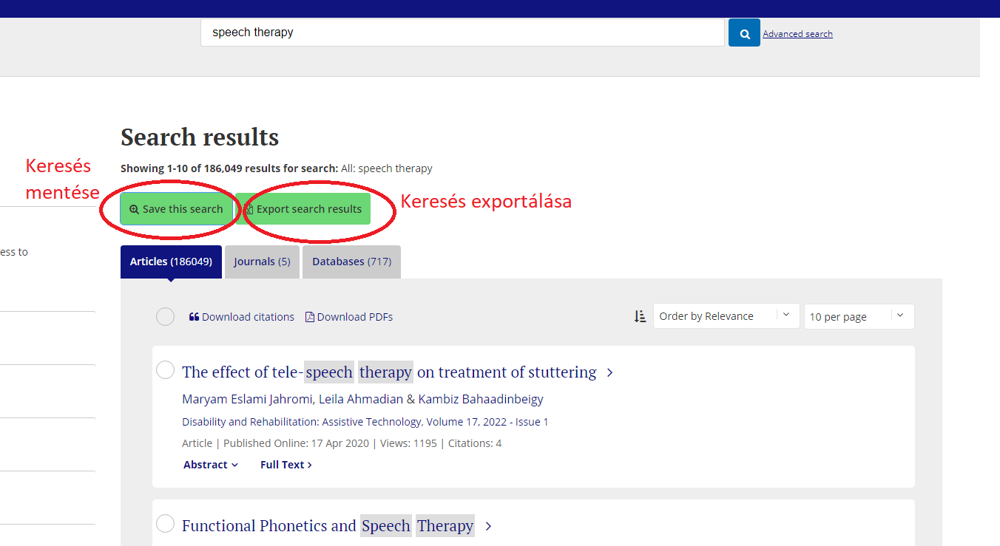 speech therapy
Advanced search
Search results
Showing 1-10 of 186,049 results for search: All: speech therapy
Keresés
mentése
Save this search
Export search results
Keresés exportálása
ess to
Articles (186049)
Journals (5)
Databases (717)
Download citations
Download PDFs
Order by Relevance
10 per page
The effect of tele-speech therapy on treatment of stuttering
Maryam Eslami Jahromi, Leila Ahmadian & Kambiz Bahaadinbeigy
Disability and Rehabilitation: Assistive Technology, Volume 17, 2022 - Issue 1
Article | Published Online: 17 Apr 2020 | Views: 1195 | Citations: 4
Abstract
Full Text
Functional Phonetics and Speech Therapy